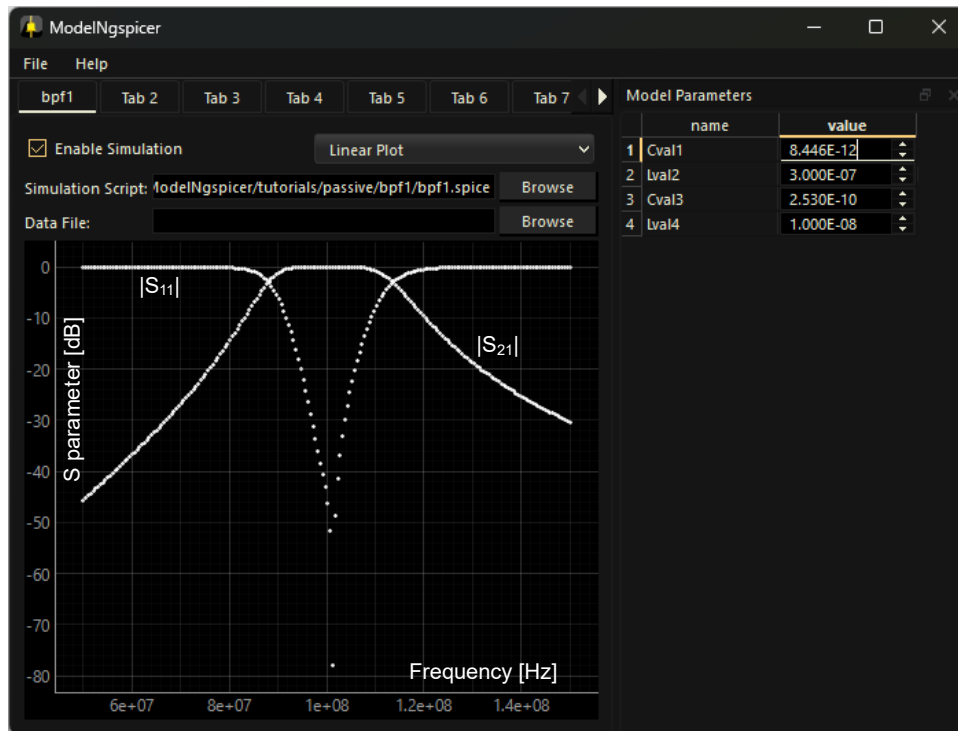 ModelNgspicer
File Help
bpf1 Tab 2 Tab 3 Tab 4 Tab 5 Tab 6 Tab 7
Enable Simulation Linear Plot
Simulation Script: ModelNgspicer/tutorials/passive/bpf1/bpf1.spice Browse
Data File: Browse
Model Parameters
name value
1 Cval1 8.446E-12
2 Lval2 3.000E-07
3 Cval3 2.530E-10
4 Lval4 1.000E-08
0
-10
-20
-30
-40
-50
-60
-70
-80
S parameter [dB]
|S11|
|S21|
Frequency [Hz]
6e+07 8e+07 1e+08 1.2e+08 1.4e+08